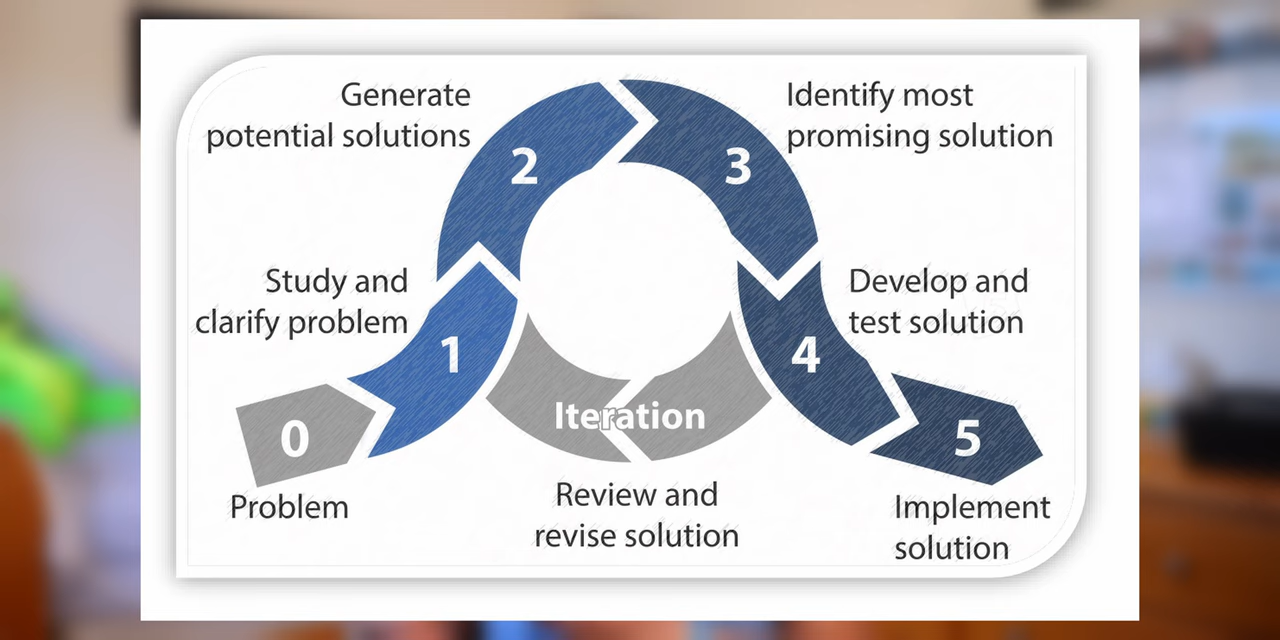 Generate
potential solutions
Identify most
promising solution
2
3
Study and
clarify problem
Develop and
test solution
1
4
0
Iteration
5
Problem
Review and
revise solution
Implement
solution